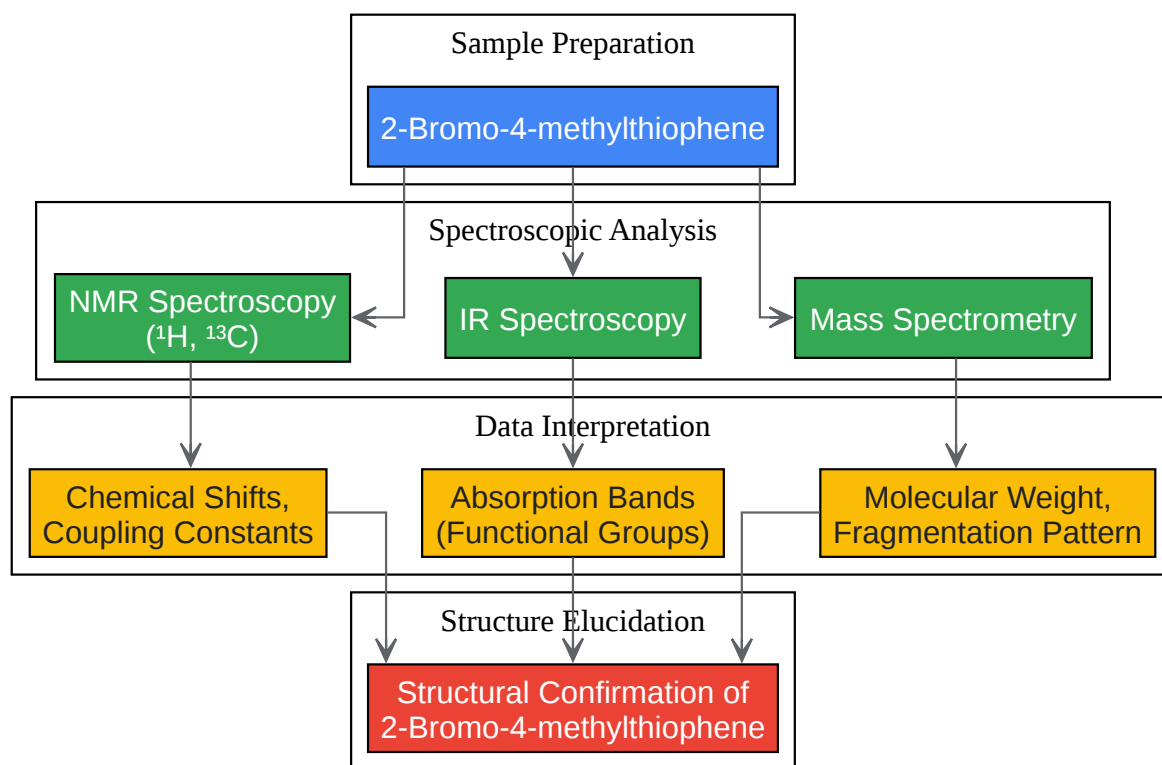 Sample Preparation
2-Bromo-4-methylthiophene
Spectroscopic Analysis
NMR Spectroscopy
(¹H, ¹³C)
IR Spectroscopy
Mass Spectrometry
Data Interpretation
Chemical Shifts,
Coupling Constants
Absorption Bands
(Functional Groups)
Molecular Weight,
Fragmentation Pattern
Structure Elucidation
Structural Confirmation of
2-Bromo-4-methylthiophene